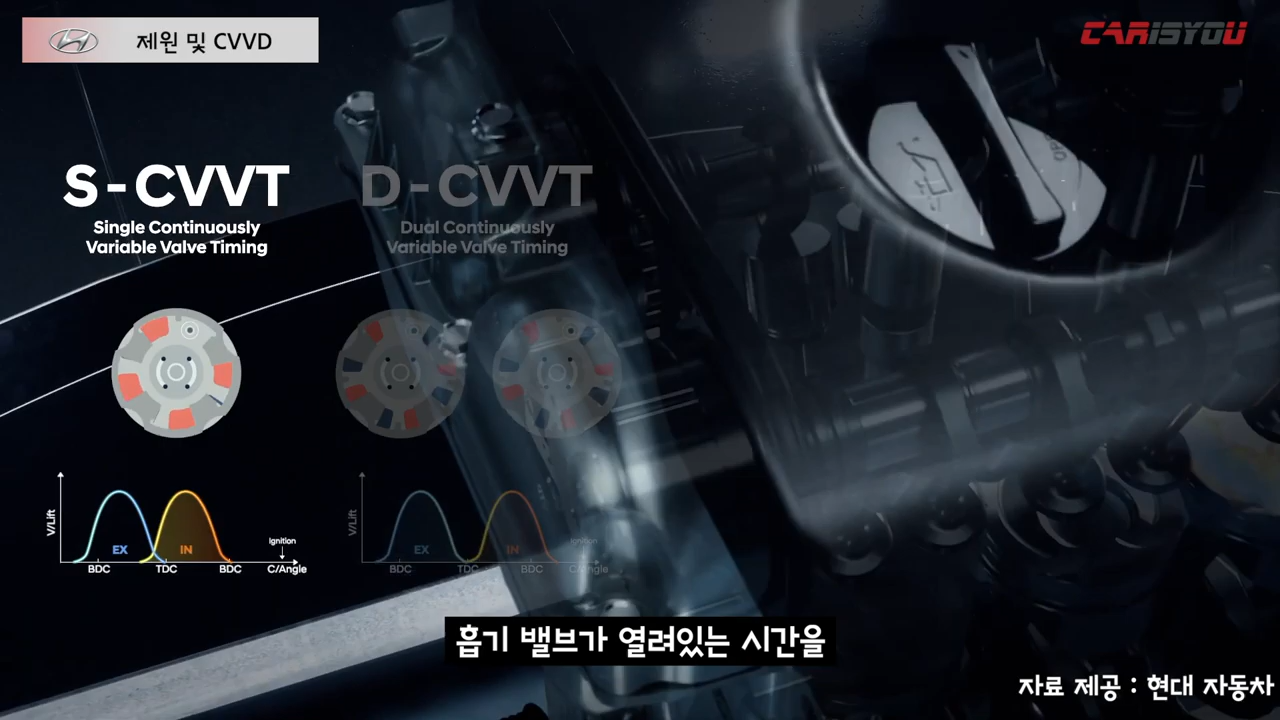 제원 및 CVVD
CARISYOU
S-CVVT
Single Continuously
Variable Valve Timing
D-CVVT
Dual Continuously
Variable Valve Timing
V/Lift
EX
IN
Ignition
BDC
TDC
BDC
C/Angle
V/Lift
EX
IN
Ignition
BDC
TDC
BDC
C/Angle
흡기 밸브가 열려있는 시간을
자료 제공 : 현대 자동차